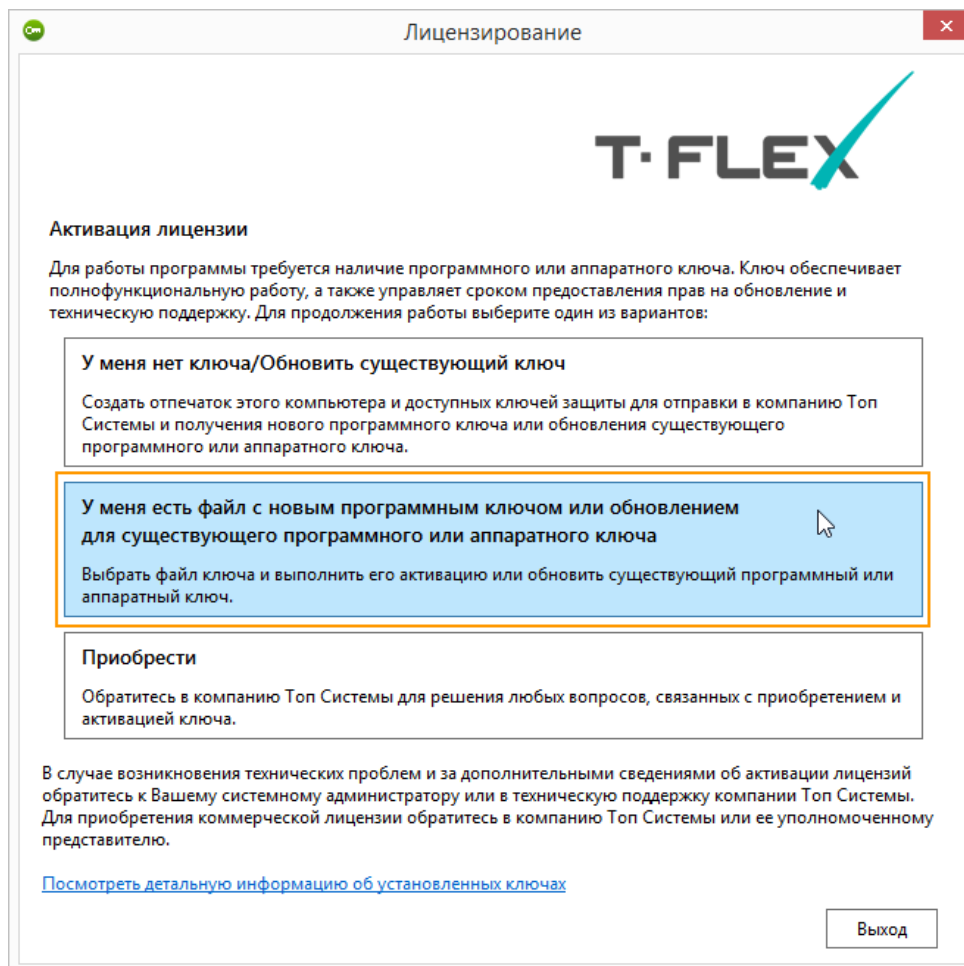 Лицензирование
T-FLEX
Активация лицензии
Для работы программы требуется наличие программного или аппаратного ключа. Ключ обеспечивает
полнофункциональную работу, а также управляет сроком предоставления прав на обновление и
техническую поддержку. Для продолжения работы выберите один из вариантов:
У меня нет ключа/Обновить существующий ключ
Создать отпечаток этого компьютера и доступных ключей защиты для отправки в компанию Топ
Системы и получения нового программного ключа или обновления существующего
программного или аппаратного ключа.
У меня есть файл с новым программным ключом или обновлением
для существующего программного или аппаратного ключа
Выбрать файл ключа и выполнить его активацию или обновить существующий программный или
аппаратный ключ.
Приобрести
Обратитесь в компанию Топ Системы для решения любых вопросов, связанных с приобретением и
активацией ключа.
В случае возникновения технических проблем и за дополнительными сведениями об активации лицензий
обратитесь к Вашему системному администратору или в техническую поддержку компании Топ Системы.
Для приобретения коммерческой лицензии обратитесь в компанию Топ Системы или ее уполномоченному
представителю.
Посмотреть детальную информацию об установленных ключах
Выход